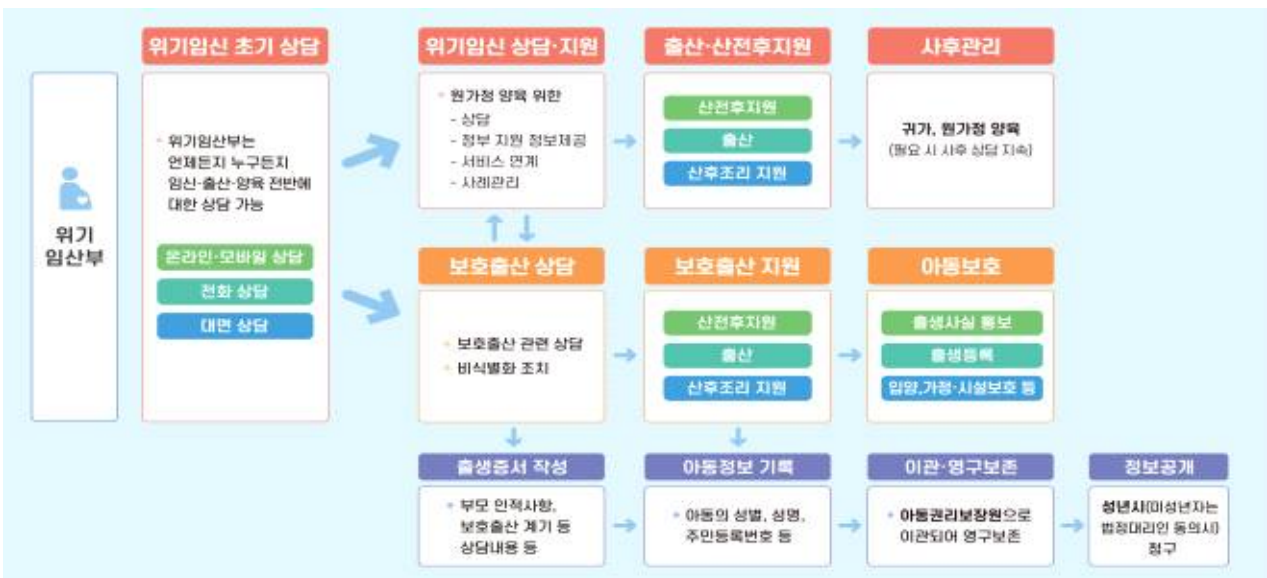 위기
임산부
위기임신 초기 상담
위기임산부는
언제든지 누구든지
임신·출산·양육 전반에
대한 상담 가능
온라인·모바일 상담
전화 상담
대면 상담
위기임신 상담·지원
원가정 양육 위한
- 상담
- 정부 지원 정보제공
- 서비스 연계
- 사례관리
출산·산전후지원
산전후지원
출산
산후조리 지원
사후관리
귀가, 원가정 양육
(필요 시 사후 상담 지속)
보호출산 상담
보호출산 관련 상담
비식별화 조치
보호출산 지원
산전후지원
출산
산후조리 지원
아동보호
출생사실 통보
출생등록
입양,가정·시설보호 등
출생증서 작성
부모 인적사항,
보호출산 계기 등
상담내용 등
아동정보 기록
아동의 성별, 성명,
주민등록번호 등
이관·영구보존
아동권리보장원으로
이관되어 영구보존
정보공개
성년시(미성년자는
법정대리인 동의시)
청구